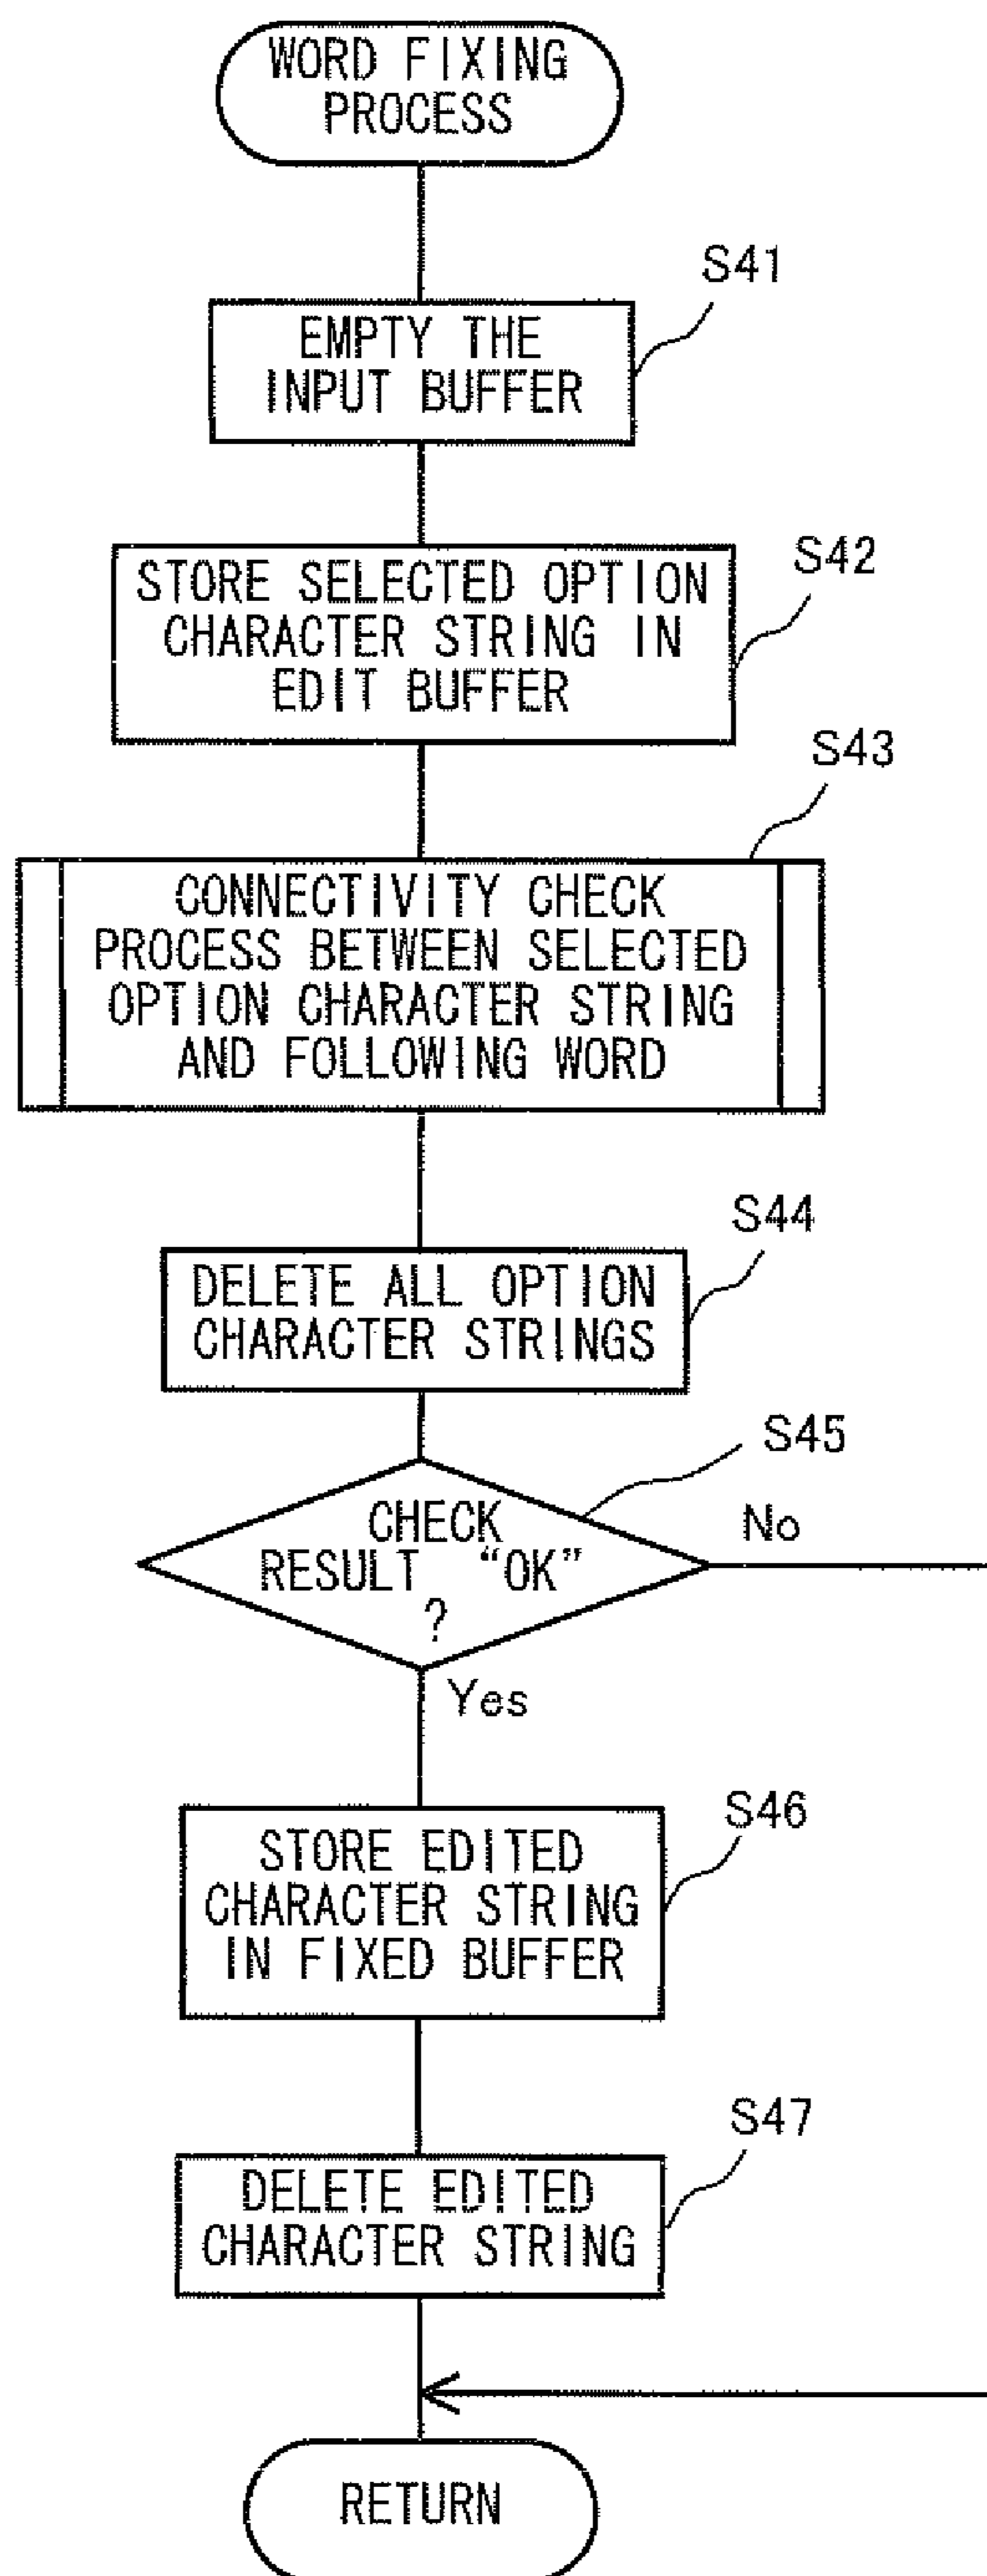 WORD FIXING
PROCESS
S41
EMPTY THE
INPUT BUFFER
S42
STORE SELECTED OPTION
CHARACTER STRING IN
EDIT BUFFER
S43
CONNECTIVITY CHECK
PROCESS BETWEEN SELECTED
OPTION CHARACTER STRING
AND FOLLOWING WORD
S44
DELETE ALL OPTION
CHARACTER STRINGS
S45
CHECK
RESULT “OK”
?
No
Yes
S46
STORE EDITED
CHARACTER STRING
IN FIXED BUFFER
S47
DELETE EDITED
CHARACTER STRING
RETURN